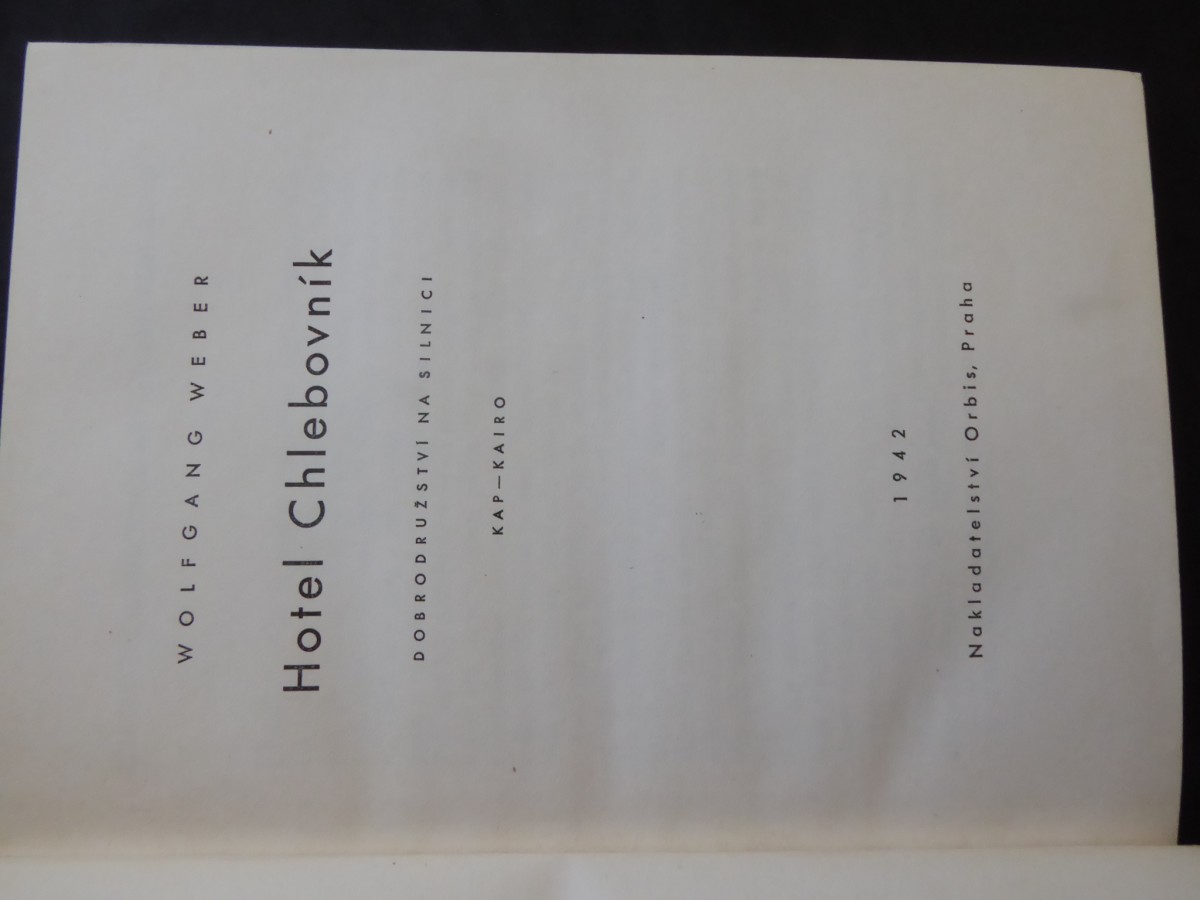 WOLFGANG WEBER
Hotel Chlebovník
DOBRODRUŽSTVÍ NA SILNICI
KAP—KAIRO
1942
Nakladatelství Orbis, Praha